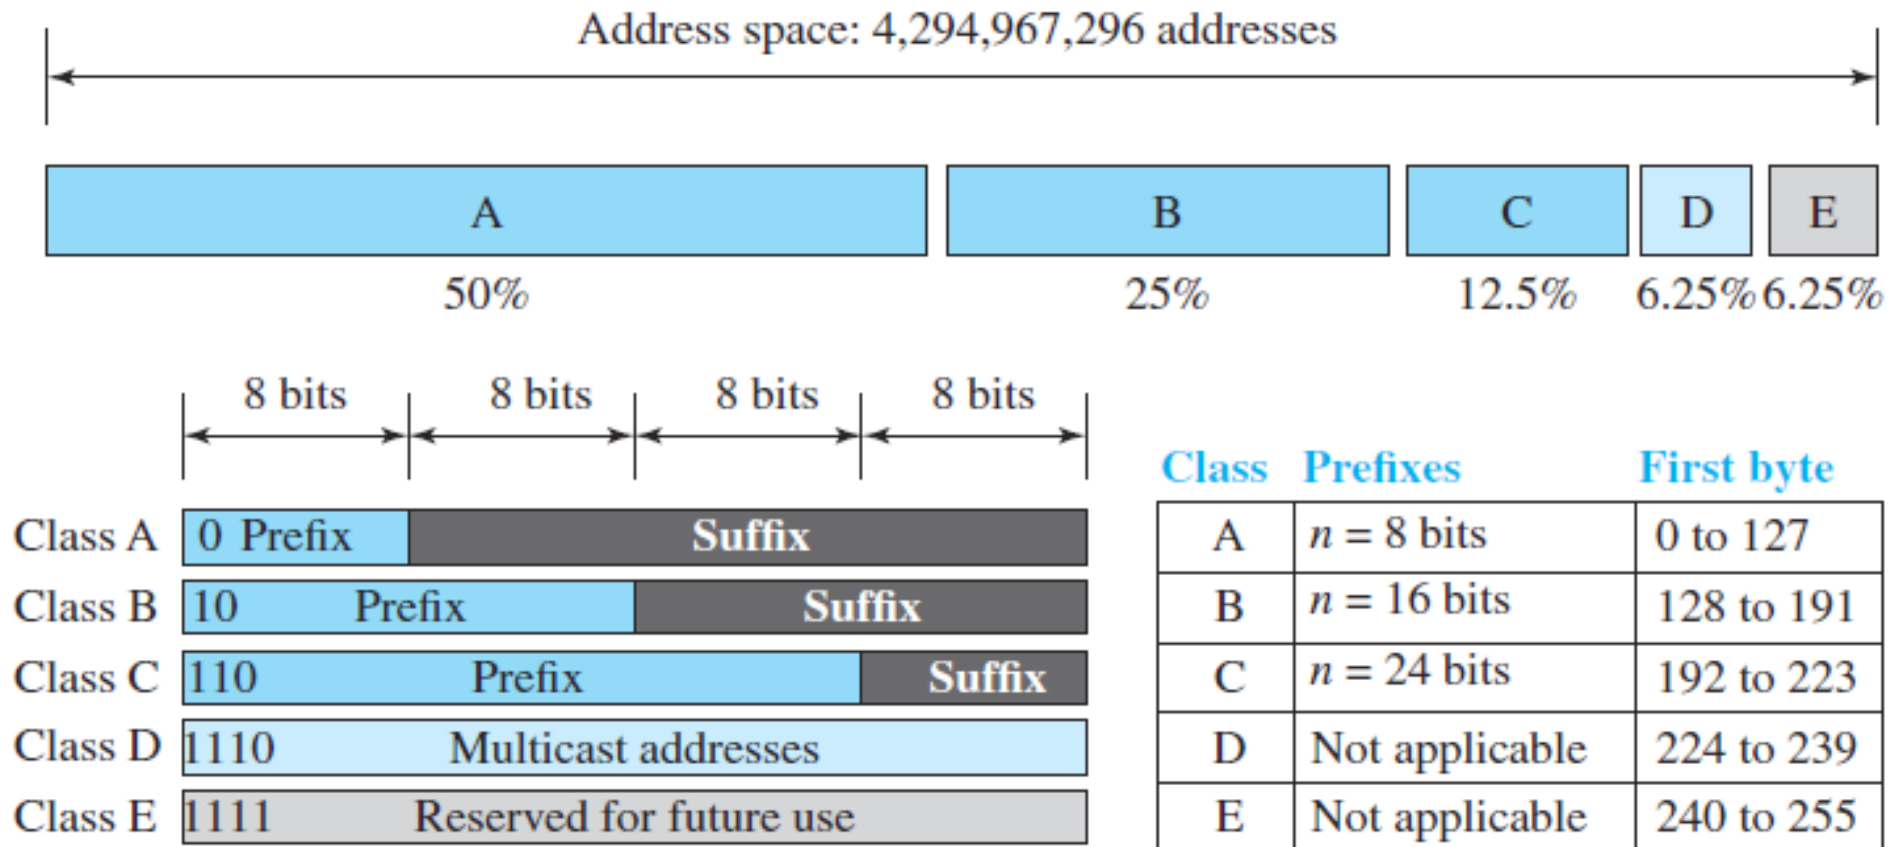 Address space: 4,294,967,296 addresses
A B C D E
50% 25% 12.5% 6.25% 6.25%
8 bits 8 bits 8 bits 8 bits
Class A 0 Prefix Suffix
Class B 10 Prefix Suffix
Class C 110 Prefix Suffix
Class D 1110 Multicast addresses
Class E 1111 Reserved for future use
Class Prefixes First byte
A n = 8 bits 0 to 127
B n = 16 bits 128 to 191
C n = 24 bits 192 to 223
D Not applicable 224 to 239
E Not applicable 240 to 255